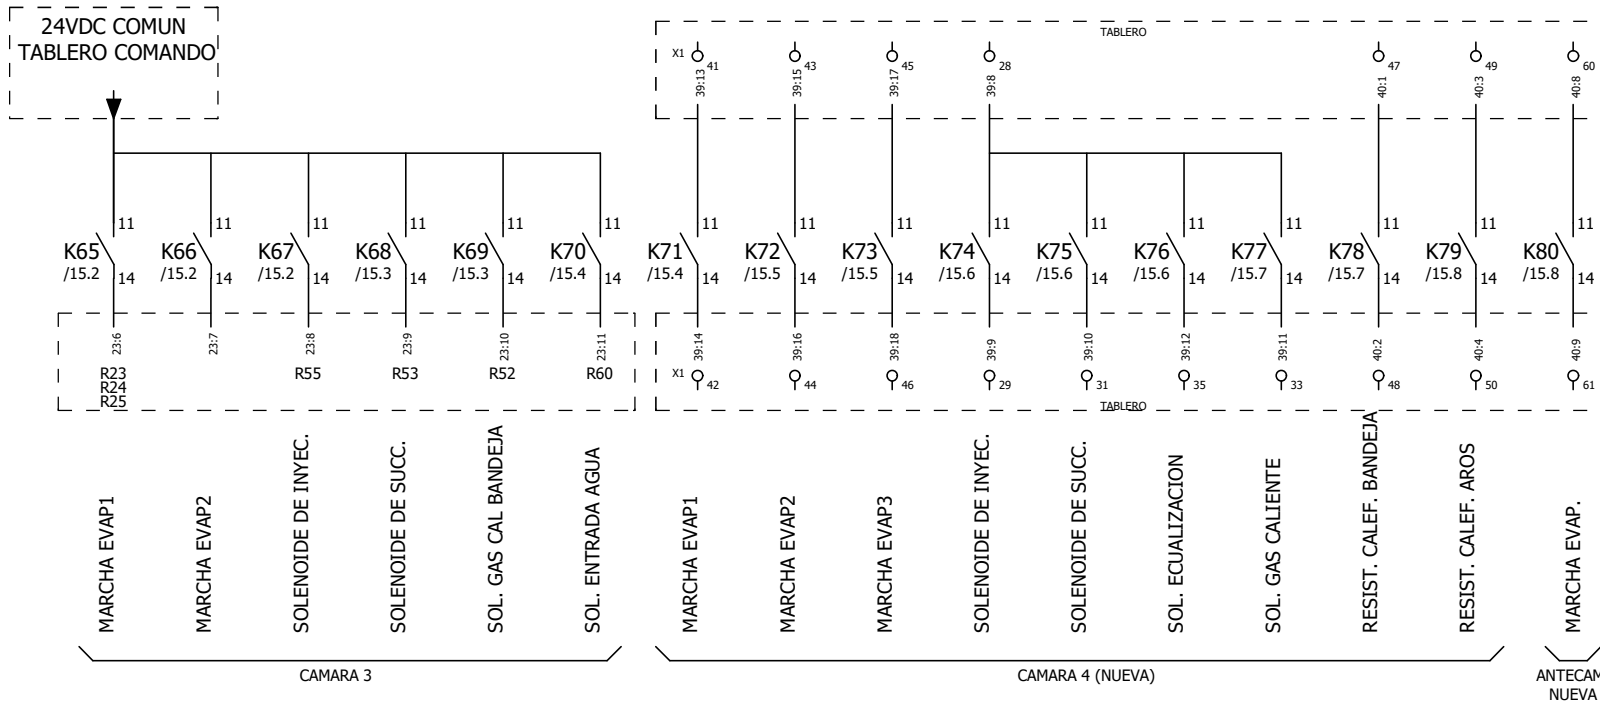 24VDC COMUN
TABLERO COMANDO
TABLERO
X1 41 43 45 28 47 49 60
39:13 39:15 39:17 39:8 40:1 40:3 40:8
11 11 11 11 11 11 11 11 11 11 11 11 11 11 11 11
K65 K66 K67 K68 K69 K70 K71 K72 K73 K74 K75 K76 K77 K78 K79 K80
/15.2 /15.2 /15.2 /15.3 /15.3 /15.4 /15.4 /15.5 /15.5 /15.6 /15.6 /15.6 /15.7 /15.7 /15.8 /15.8
14 14 14 14 14 14 14 14 14 14 14 14 14 14 14 14
23:6 23:7 23:8 23:9 23:10 23:11 39:14 39:16 39:18 39:9 39:10 39:12 39:11 40:2 40:4 40:9
R23 R55 R53 R52 R60
R24
R25
X1 42 44 46 29 31 35 33 48 50 61
TABLERO
MARCHA EVAP1
MARCHA EVAP2
SOLENOIDE DE INYEC.
SOLENOIDE DE SUCC.
SOL. GAS CAL BANDEJA
SOL. ENTRADA AGUA
MARCHA EVAP1
MARCHA EVAP2
MARCHA EVAP3
SOLENOIDE DE INYEC.
SOLENOIDE DE SUCC.
SOL. ECUALIZACION
SOL. GAS CALIENTE
RESIST. CALEF. BANDEJA
RESIST. CALEF. AROS
MARCHA EVAP.
CAMARA 3
CAMARA 4 (NUEVA)
ANTECAM
NUEVA